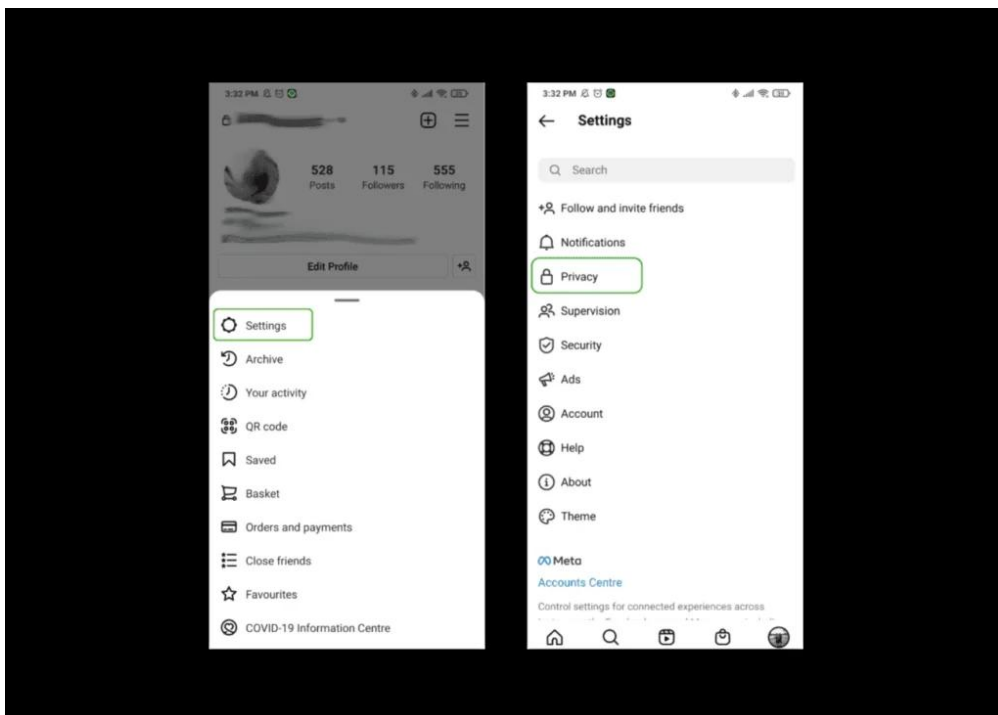 3:32 PM
528 115 555
Posts Followers Following
Edit Profile
Settings
Archive
Your activity
QR code
Saved
Basket
Orders and payments
Close friends
Favourites
COVID-19 Information Centre
3:32 PM
Settings
Search
Follow and invite friends
Notifications
Privacy
Supervision
Security
Ads
Account
Help
About
Theme
Meta
Accounts Centre
Control settings for connected experiences across